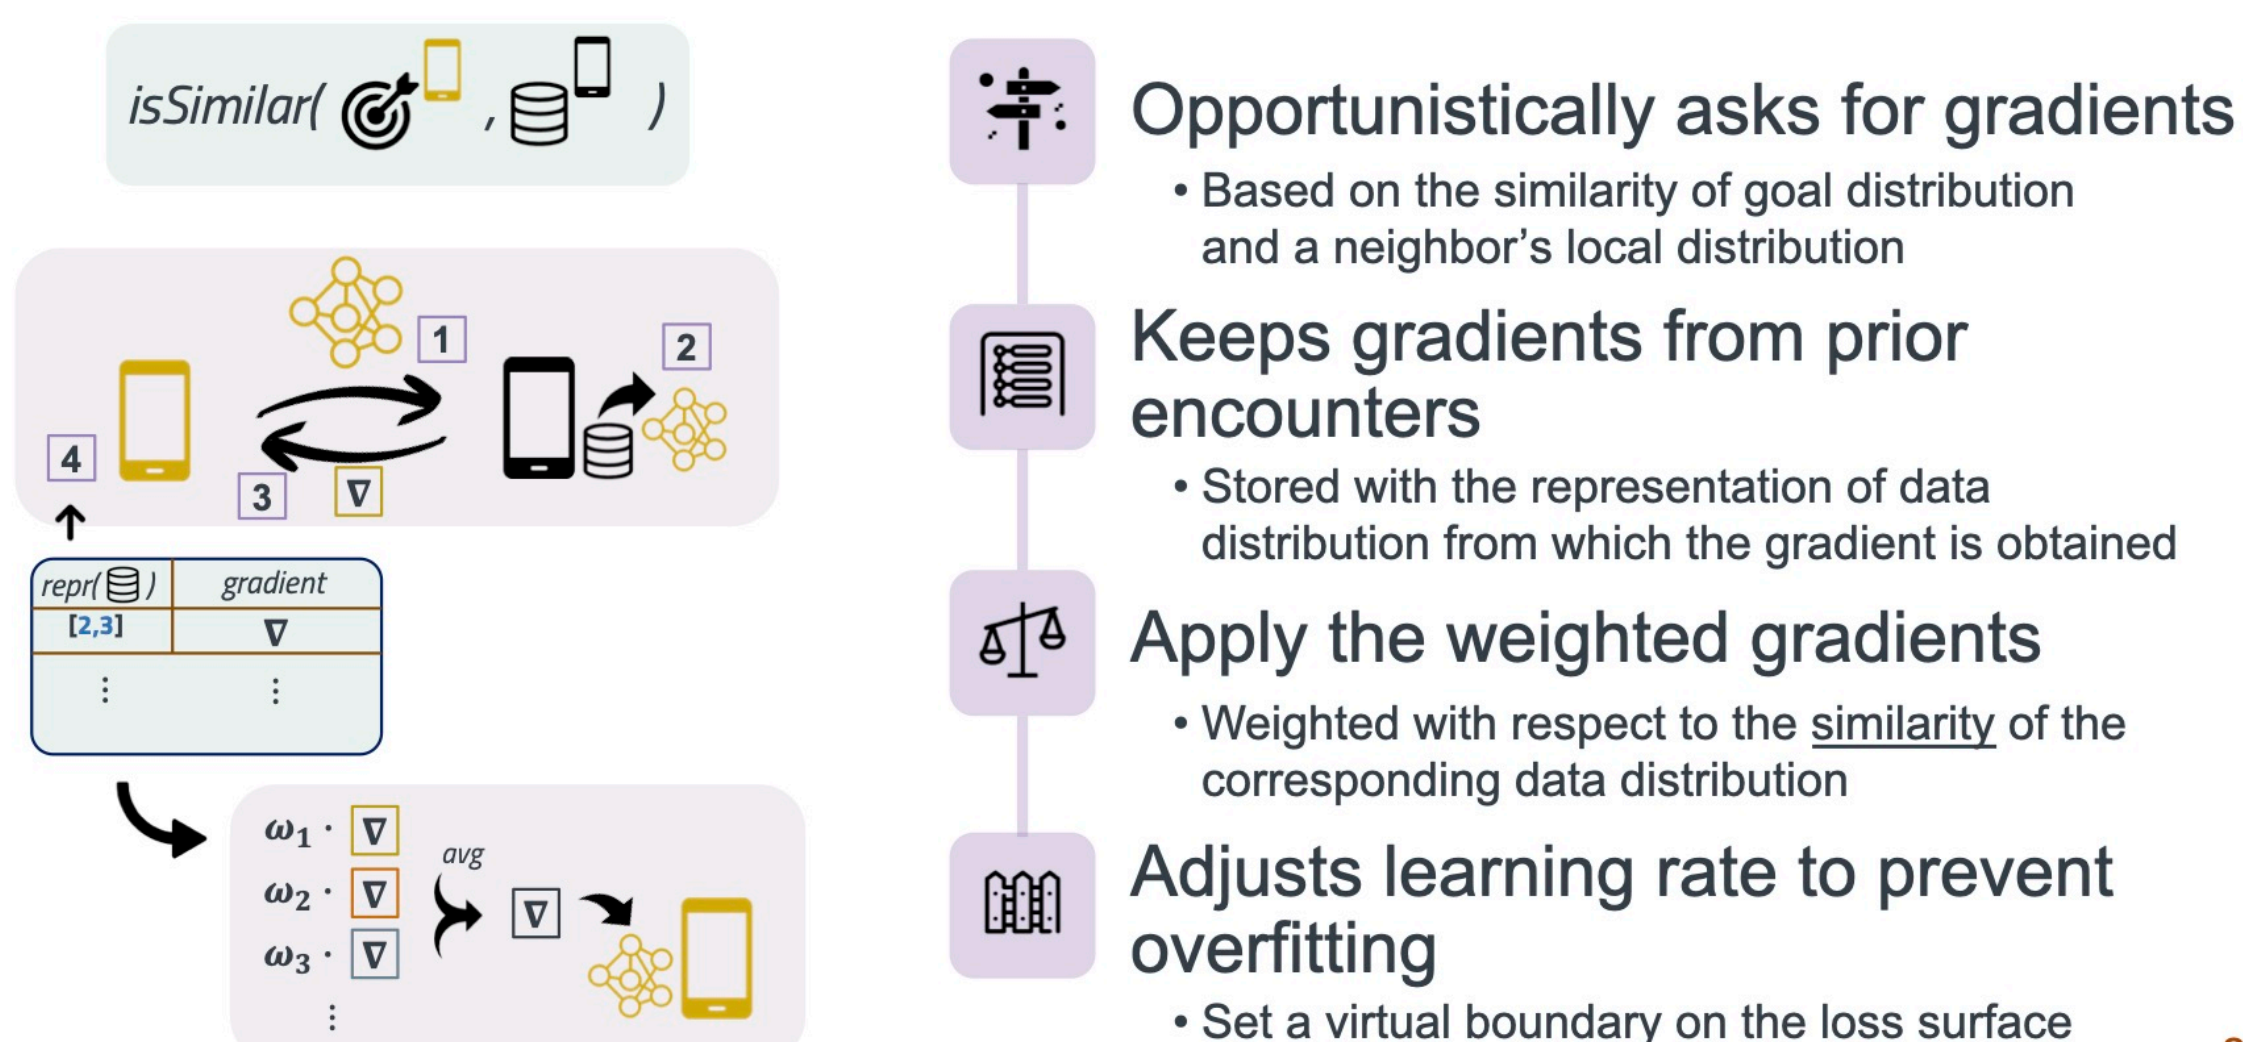 isSimilar( , )
1
2
3
∇
4
repr( ) gradient
[2,3] ∇
⋮ ⋮
ω1 · ∇
ω2 · ∇
ω3 · ∇
⋮
avg
∇
Opportunistically asks for gradients
• Based on the similarity of goal distribution
and a neighbor’s local distribution
Keeps gradients from prior
encounters
• Stored with the representation of data
distribution from which the gradient is obtained
Apply the weighted gradients
• Weighted with respect to the similarity of the
corresponding data distribution
Adjusts learning rate to prevent
overfitting
• Set a virtual boundary on the loss surface